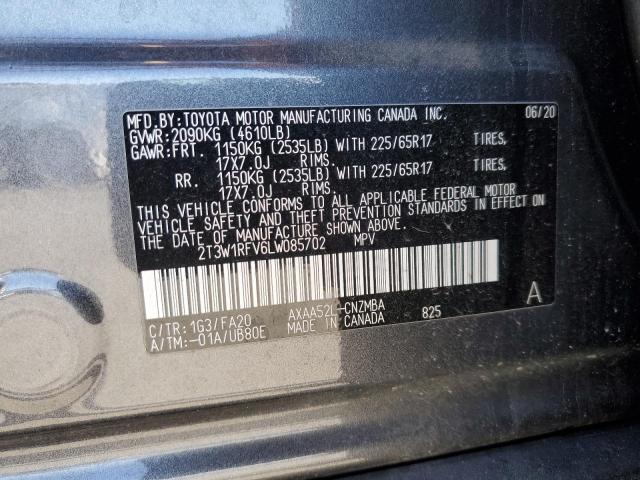 MFD.BY:TOYOTA MOTOR MANUFACTURING CANADA INC. 06/20
GVWR:2090KG (4610LB)
GAWR:FRT. 1150KG (2535LB) WITH 225/65R17 TIRES.
17X7.0J RIMS.
RR. 1150KG (2535LB) WITH 225/65R17 TIRES.
17X7.0J RIMS.
THIS VEHICLE CONFORMS TO ALL APPLICABLE FEDERAL MOTOR
VEHICLE SAFETY AND THEFT PREVENTION STANDARDS IN EFFECT ON
THE DATE OF MANUFACTURE SHOWN ABOVE.
2T3W1RFV6LW085702 MPV
A
C/TR:1G3/FA20 AXAA52L-CNZMBA 825
A/TM:-01A/UB80E MADE IN CANADA